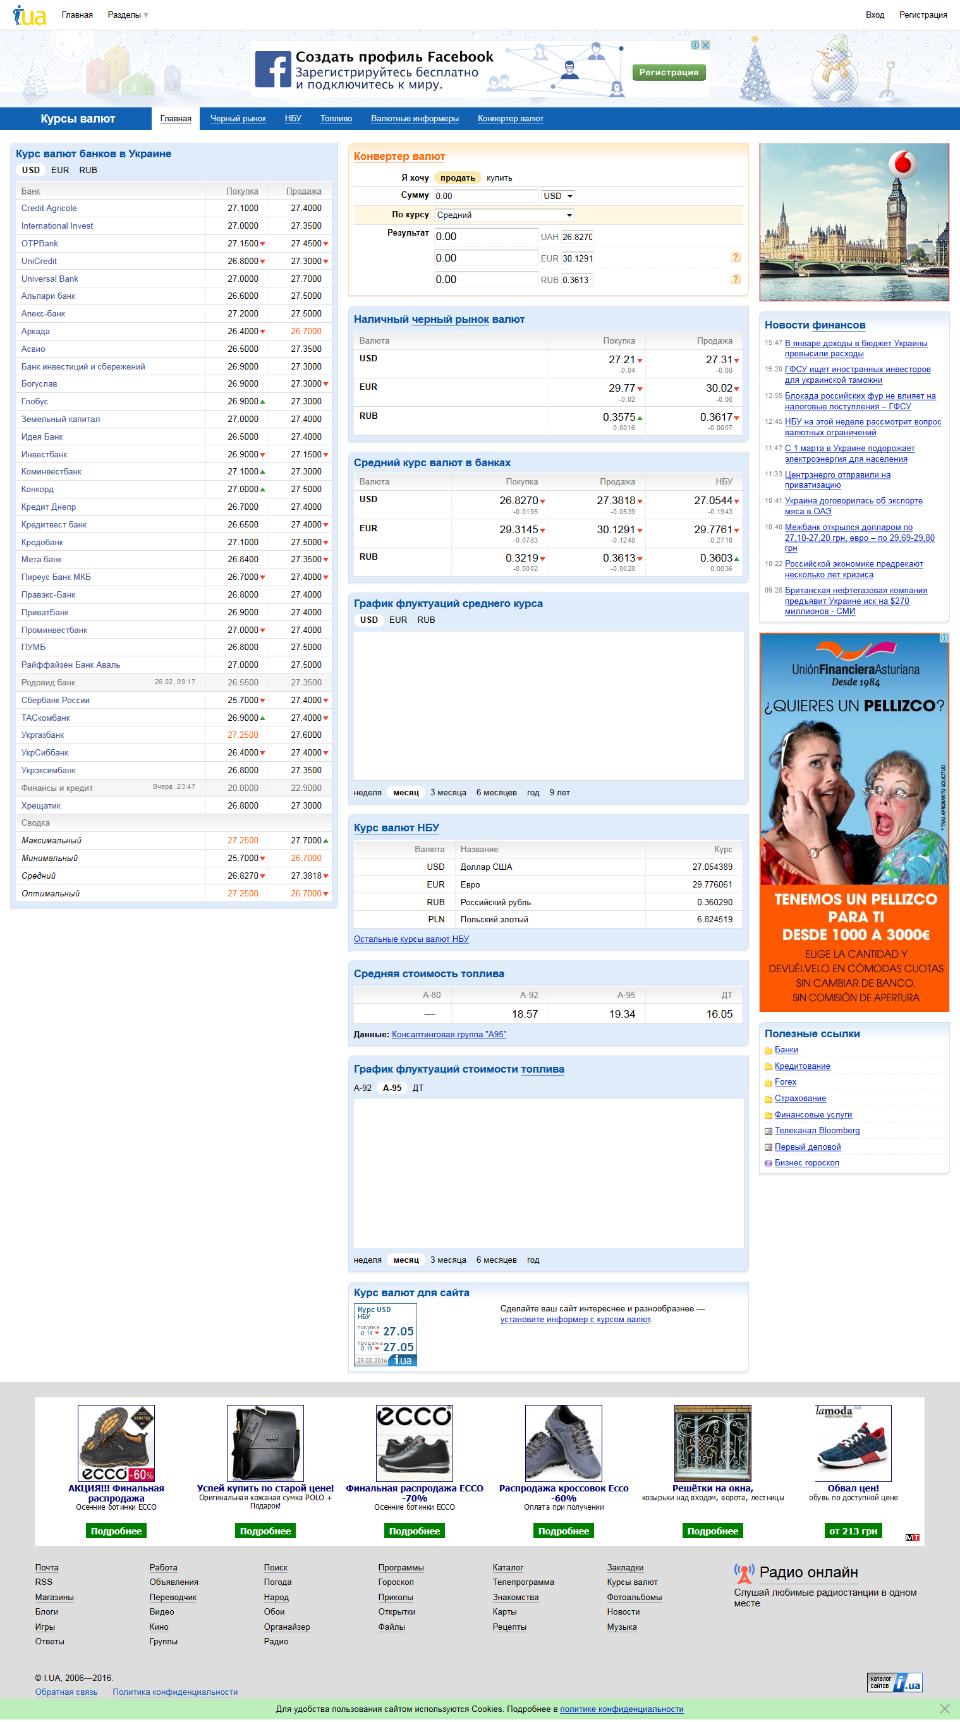 i.ua Главная Разделы Вход Регистрация
Создать профиль Facebook
Зарегистрируйтесь бесплатно
и подключитесь к миру.
Регистрация
Курсы валют Главная Черный рынок НБУ Топливо Валютные информеры Конвертер валют
Курс валют банков в Украине
USD EUR RUB
Банк Покупка Продажа
Credit Agricole 27.1000 27.4000
International Invest 27.0000 27.3500
OTPBank 27.1500 27.4500
UniCredit 26.8000 27.3000
Universal Bank 27.0000 27.7000
Альпари банк 26.6000 27.5000
Апекс-банк 27.2000 27.5000
Аркада 26.4000 26.7000
Асвио 26.5000 27.3500
Банк инвестиций и сбережений 26.9000 27.3000
Богуслав 26.9000 27.3000
Глобус 26.9000 27.3000
Земельный капитал 27.0000 27.4000
Идея Банк 26.5000 27.4000
Инвестбанк 26.9000 27.1500
Коминвестбанк 27.1000 27.3000
Конкорд 27.0000 27.5000
Кредит Днепр 26.7000 27.4000
Кредитвест банк 26.6500 27.4000
Кредобанк 27.1000 27.5000
Мета банк 26.8400 27.3500
Пиреус Банк МКБ 26.7000 27.4000
Правэкс-Банк 26.8000 27.4000
ПриватБанк 26.9000 27.4000
Проминвестбанк 27.0000 27.4000
ПУМБ 26.8000 27.5000
Райффайзен Банк Аваль 27.0000 27.5000
Родовид банк 26.02, 09:17 26.5500 27.3500
Сбербанк России 25.7000 27.4000
ТАСкомбанк 26.9000 27.4000
Укргазбанк 27.2500 27.6000
УкрСиббанк 26.4000 27.4000
Укрэксимбанк 26.8000 27.3500
Финансы и кредит Вчера, 23:47 20.0000 22.9000
Хрещатик 26.8000 27.3000
Сводка
Максимальный 27.2500 27.7000
Минимальный 25.7000 26.7000
Средний 26.8270 27.3818
Оптимальный 27.2500 26.7000
Конвертер валют
Я хочу продать купить
Сумму 0.00 USD
По курсу Средний
Результат 0.00 UAH 26.8270
0.00 EUR 30.1291 ?
0.00 RUB 0.3613 ?
Наличный черный рынок валют
Валюта Покупка Продажа
USD 27.21 27.31
-0.04 -0.08
EUR 29.77 30.02
-0.02 -0.06
RUB 0.3575 0.3617
0.0016 -0.0007
Средний курс валют в банках
Валюта Покупка Продажа НБУ
USD 26.8270 27.3818 27.0544
-0.0195 -0.0539 -0.1943
EUR 29.3145 30.1291 29.7761
-0.0783 -0.1248 -0.2710
RUB 0.3219 0.3613 0.3603
-0.0002 -0.0028 0.0036
График флуктуаций среднего курса
USD EUR RUB
неделя месяц 3 месяца 6 месяцев год 9 лет
Курс валют НБУ
Валюта Название Курс
USD Доллар США 27.054389
EUR Евро 29.776061
RUB Российский рубль 0.360290
PLN Польский злотый 6.824519
Остальные курсы валют НБУ
Средняя стоимость топлива
А-80 А-92 А-95 ДТ
— 18.57 19.34 16.05
Данные: Консалтинговая группа "А95"
График флуктуаций стоимости топлива
А-92 А-95 ДТ
неделя месяц 3 месяца 6 месяцев год
Курс валют для сайта
Курс USD
НБУ
покупка
-0.19 27.05
продажа
-0.19 27.05
29.02.2016 i.ua
Сделайте ваш сайт интереснее и разнообразнее —
установите информер с курсом валют.
Новости финансов
15:47 В январе доходы в бюджет Украины
превысили расходы
15:20 ГФСУ ищет иностранных инвесторов
для украинской таможни
13:55 Блокада российских фур не влияет на
налоговые поступления – ГФСУ
12:45 НБУ на этой неделе рассмотрит вопрос
валютных ограничений
11:47 С 1 марта в Украине подорожает
электроэнергия для населения
11:33 Центрэнерго отправили на
приватизацию
10:41 Украина договорилась об экспорте
мяса в ОАЭ
10:40 Межбанк открылся долларом по
27,10-27,20 грн, евро – по 29,69-29,80
грн
10:22 Российской экономике предрекают
несколько лет кризиса
09:28 Британская нефтегазовая компания
предъявит Украине иск на $270
миллионов - СМИ
UniónFinancieraAsturiana
Desde 1984
¿QUIERES UN PELLIZCO?
TENEMOS UN PELLIZCO
PARA TI
DESDE 1000 A 3000€
ELIGE LA CANTIDAD Y
DEVUÉLVELO EN CÓMODAS CUOTAS
SIN CAMBIAR DE BANCO,
SIN COMISIÓN DE APERTURA
Полезные ссылки
Банки
Кредитование
Forex
Страхование
Финансовые услуги
Телеканал Bloomberg
Первый деловой
Бизнес гороскоп
ecco -60%
АКЦИЯ!!! Финальная
распродажа
Осенние ботинки ECCO
Подробнее
Успей купить по старой цене!
Оригинальная кожаная сумка POLO +
Подарок!
Подробнее
ecco
Финальная распродажа ECCO
-70%
Осенние ботинки ECCO
Подробнее
Распродажа кроссовок Ecco
-60%
Оплата при получении
Подробнее
Решётки на окна,
козырьки над входом, ворота, лестницы
Подробнее
lamoda
Обвал цен!
обувь по доступной цене
от 213 грн
МТ
Почта Работа Поиск Программы Каталог Закладки
RSS Объявления Погода Гороскоп Телепрограмма Курсы валют
Магазины Переводчик Народ Приколы Знакомства Фотоальбомы
Блоги Видео Обои Открытки Карты Новости
Игры Кино Органайзер Файлы Рецепты Музыка
Ответы Группы Радио
Радио онлайн
Слушай любимые радиостанции в одном
месте
© I.UA, 2006—2016.
Обратная связь Политика конфиденциальности
каталог
сайтов i.ua
Для удобства пользования сайтом используются Cookies. Подробнее в политике конфиденциальности